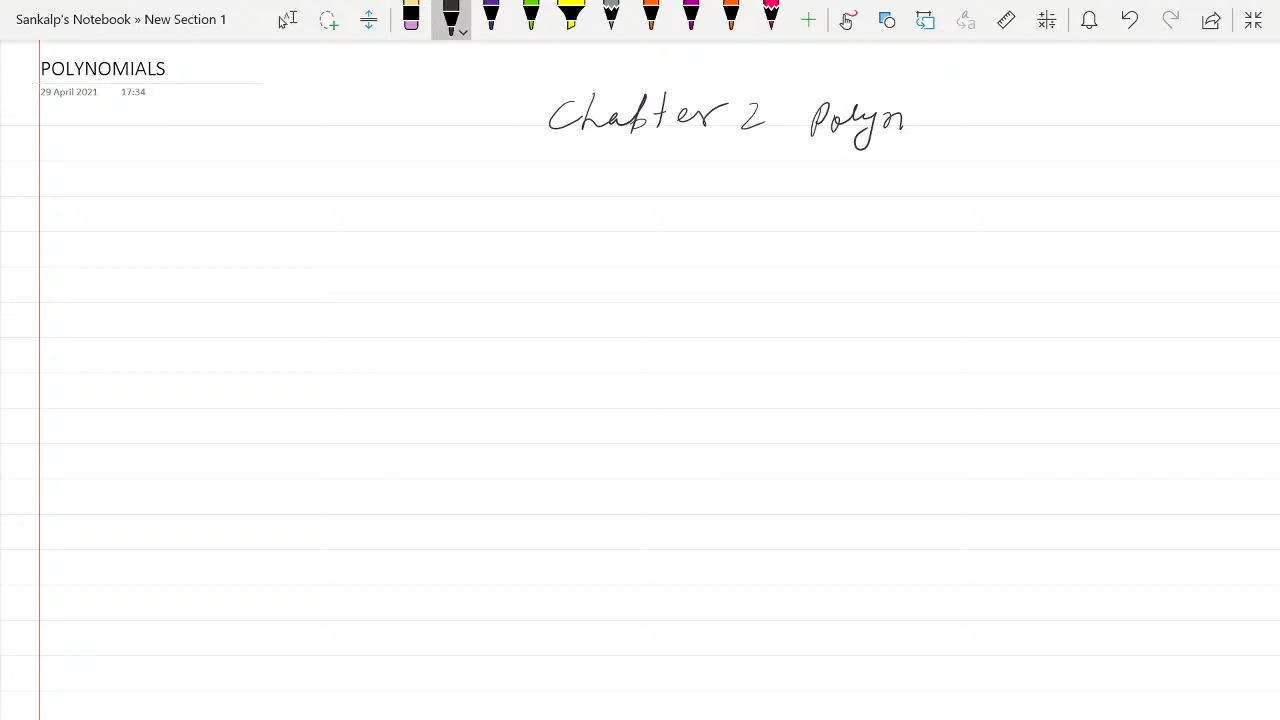 Sankalp's Notebook » New Section 1
POLYNOMIALS
29 April 2021 17:34
Chapter 2 Polyn